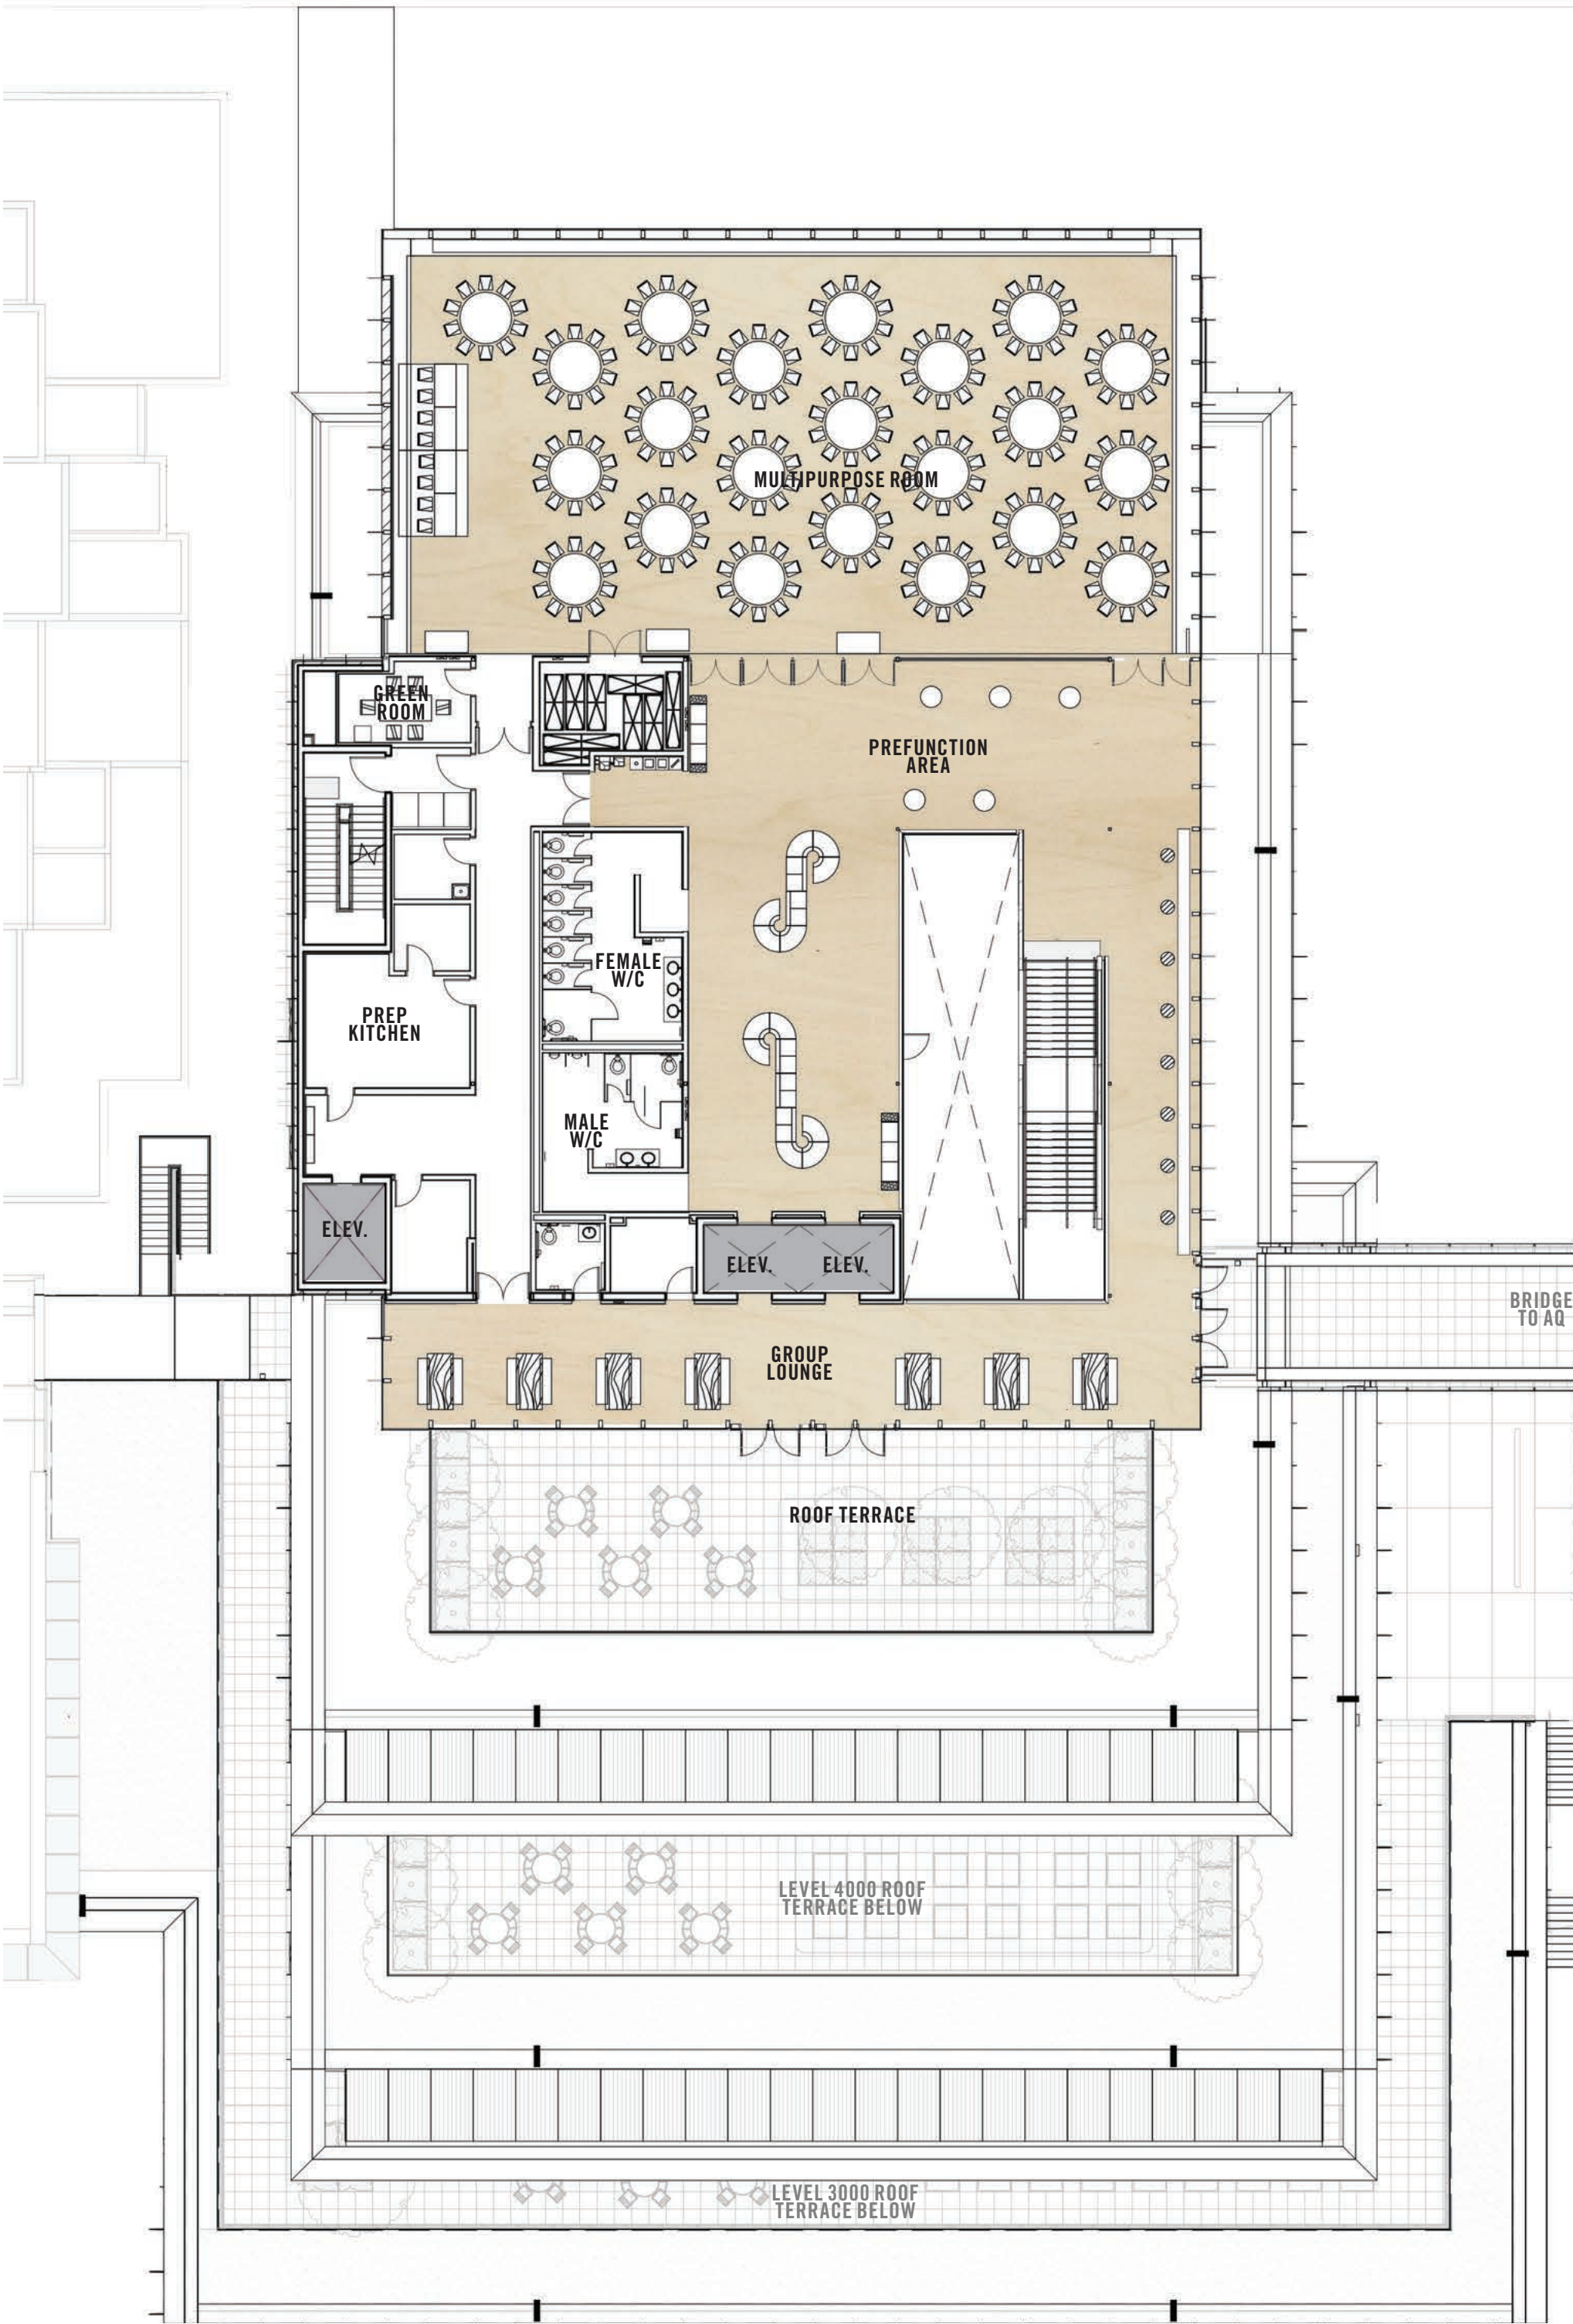 MULTIPURPOSE ROOM
GREEN
ROOM
PREFUNCTION
AREA
FEMALE
W/C
PREP
KITCHEN
MALE
W/C
ELEV.
ELEV.
ELEV.
BRIDGE
TO AQ
GROUP
LOUNGE
ROOF TERRACE
LEVEL 4000 ROOF
TERRACE BELOW
LEVEL 3000 ROOF
TERRACE BELOW